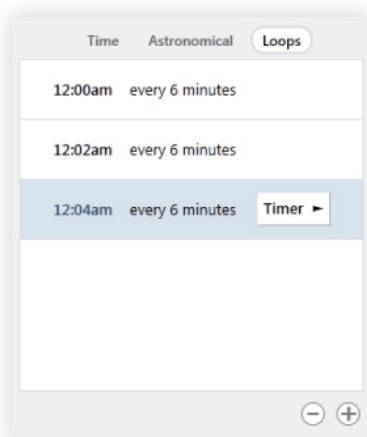 Time Astronomical Loops
12:00am every 6 minutes
12:02am every 6 minutes
12:04am every 6 minutes Timer ►